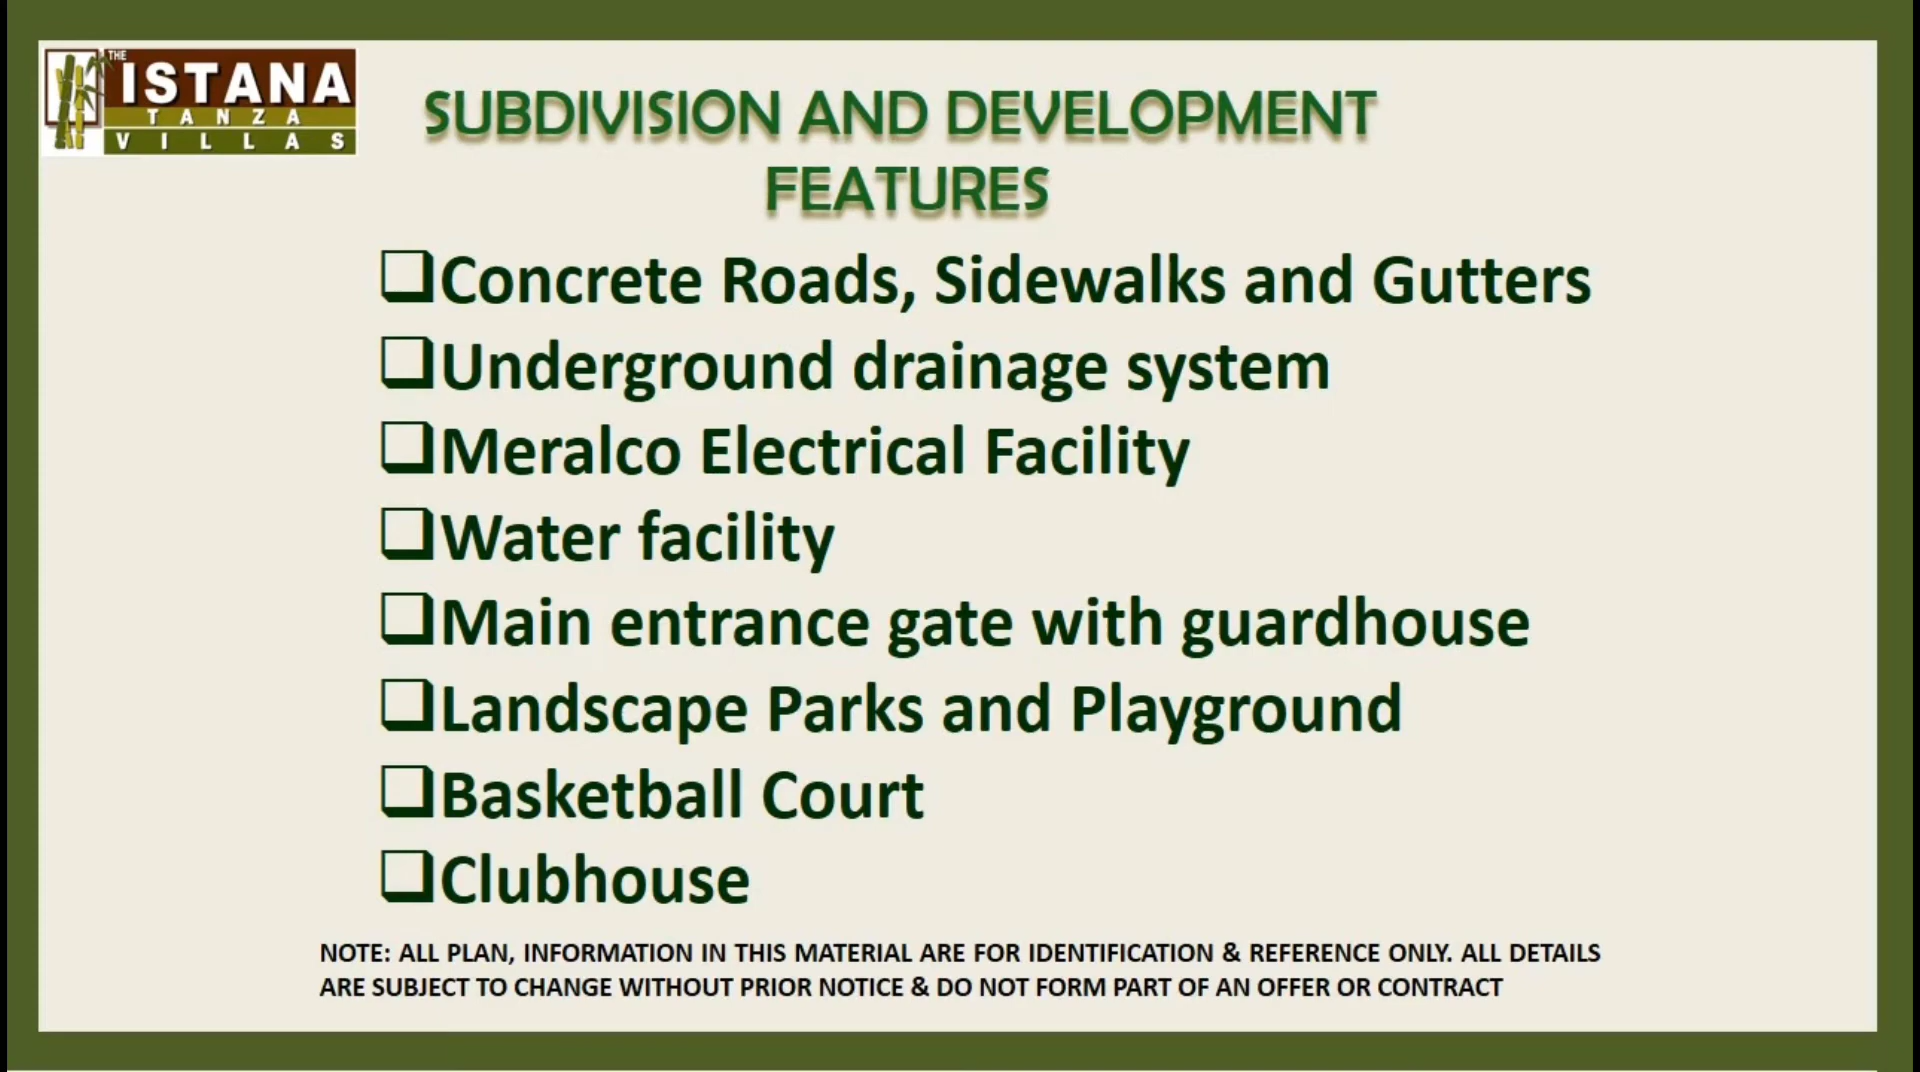 THE
ISTANA
TANZA
VILLAS
SUBDIVISION AND DEVELOPMENT
FEATURES
❑Concrete Roads, Sidewalks and Gutters
❑Underground drainage system
❑Meralco Electrical Facility
❑Water facility
❑Main entrance gate with guardhouse
❑Landscape Parks and Playground
❑Basketball Court
❑Clubhouse
NOTE: ALL PLAN, INFORMATION IN THIS MATERIAL ARE FOR IDENTIFICATION & REFERENCE ONLY. ALL DETAILS
ARE SUBJECT TO CHANGE WITHOUT PRIOR NOTICE & DO NOT FORM PART OF AN OFFER OR CONTRACT